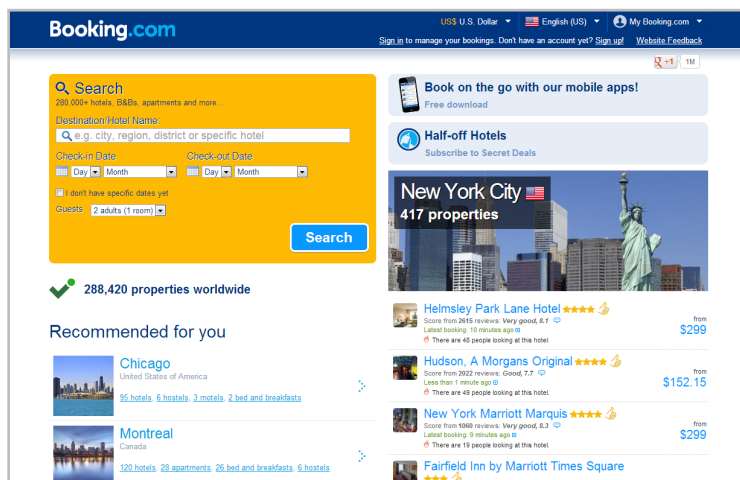 Booking.com
US$ U.S. Dollar
English (US)
My Booking.com
Sign in to manage your bookings. Don't have an account yet? Sign up!
Website Feedback
+1
1M
Search
280,000+ hotels, B&Bs, apartments and more...
Destination/Hotel Name:
e.g. city, region, district or specific hotel
Check-in Date
Check-out Date
Day
Month
Day
Month
I don't have specific dates yet
Guests
2 adults (1 room)
Search
288,420 properties worldwide
Recommended for you
Chicago
United States of America
95 hotels, 6 hostels, 3 motels, 2 bed and breakfasts
Montreal
Canada
120 hotels, 28 apartments, 26 bed and breakfasts, 6 hostels
Book on the go with our mobile apps!
Free download
Half-off Hotels
Subscribe to Secret Deals
New York City
417 properties
Helmsley Park Lane Hotel
Score from 2615 reviews: Very good, 8.1
Latest booking: 10 minutes ago
There are 48 people looking at this hotel.
from
$299
Hudson, A Morgans Original
Score from 2022 reviews: Good, 7.7
Less than 1 minute ago
There are 49 people looking at this hotel.
from
$152.15
New York Marriott Marquis
Score from 1060 reviews: Very good, 8.3
Latest booking: 9 minutes ago
There are 19 people looking at this hotel.
from
$299
Fairfield Inn by Marriott Times Square